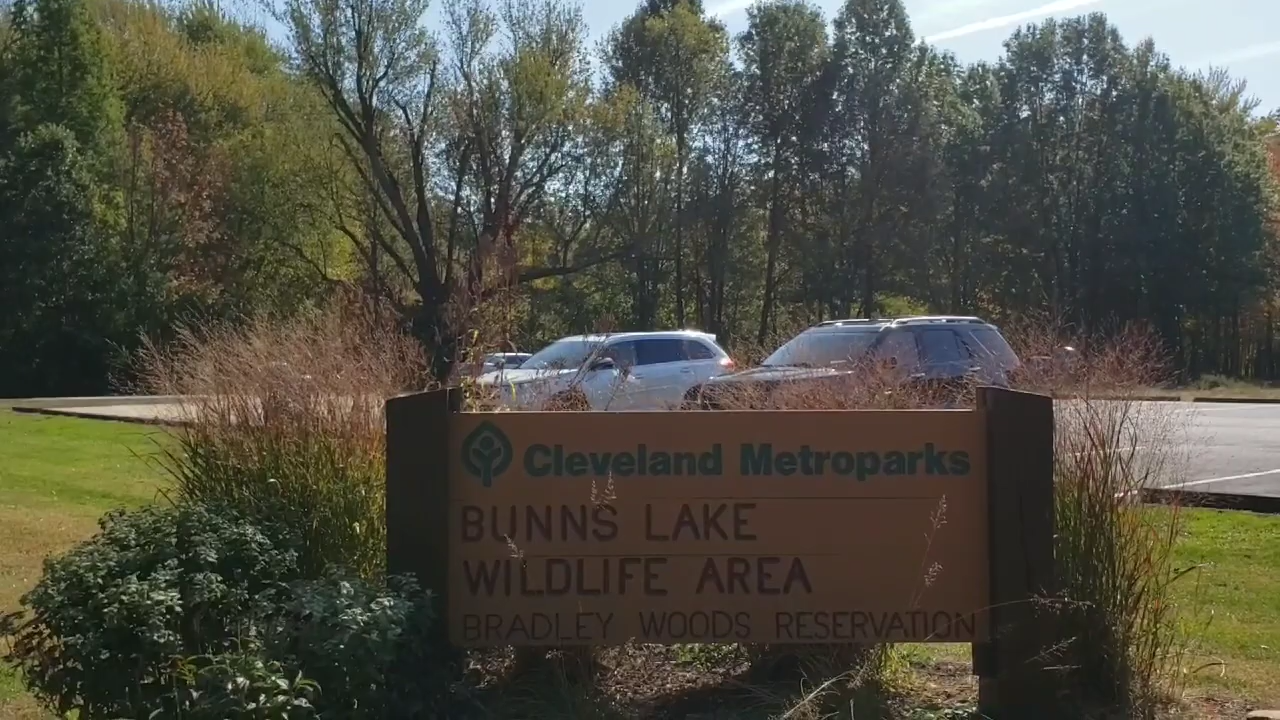 Cleveland Metroparks
BUNNS LAKE
WILDLIFE AREA
BRADLEY WOODS RESERVATION